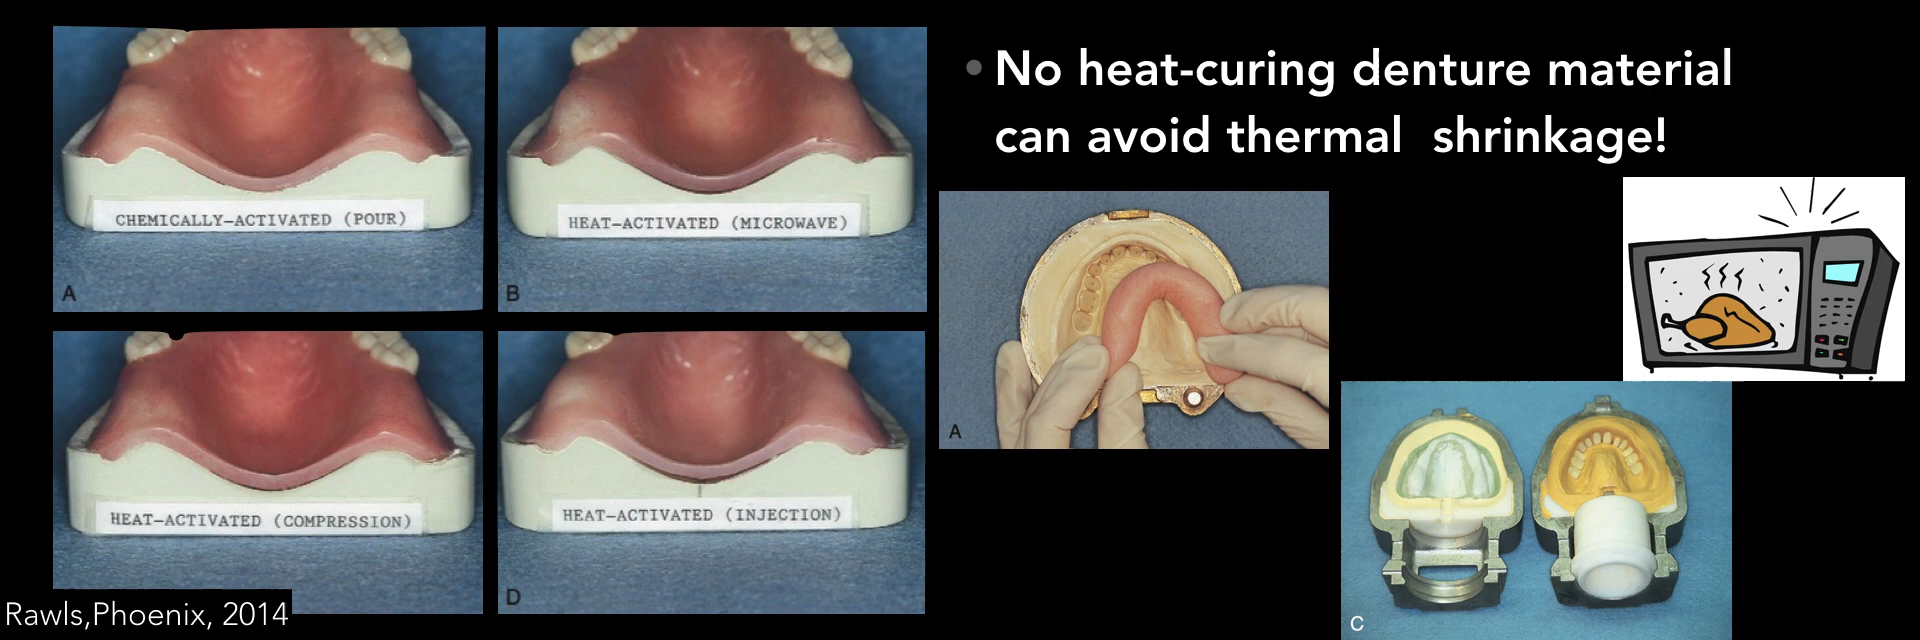 CHEMICALLY-ACTIVATED (POUR)
A
HEAT-ACTIVATED (MICROWAVE)
B
HEAT-ACTIVATED (COMPRESSION)
HEAT-ACTIVATED (INJECTION)
D
Rawls,Phoenix, 2014
• No heat-curing denture material
can avoid thermal  shrinkage!
A
C